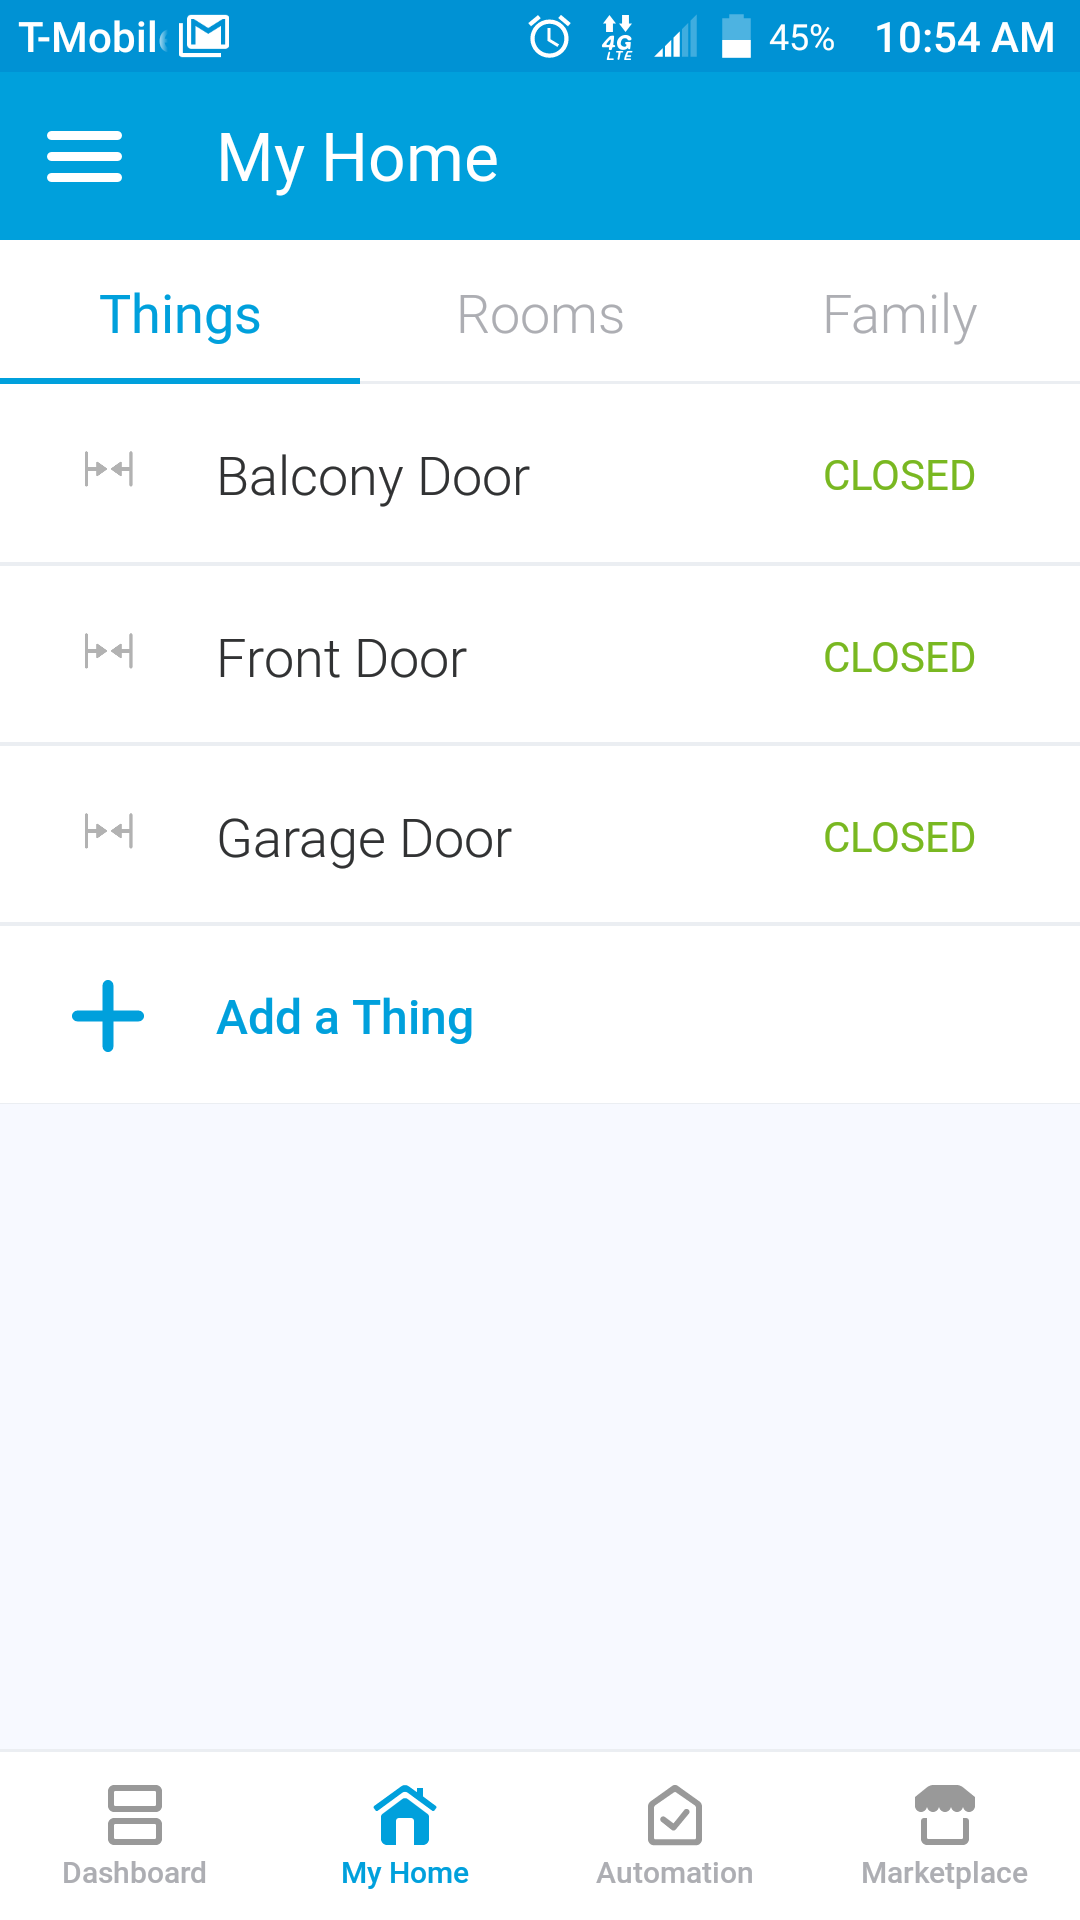 T-Mobile 4G LTE 45% 10:54 AM
My Home
Things Rooms Family
Balcony Door CLOSED
Front Door CLOSED
Garage Door CLOSED
Add a Thing
Dashboard My Home Automation Marketplace